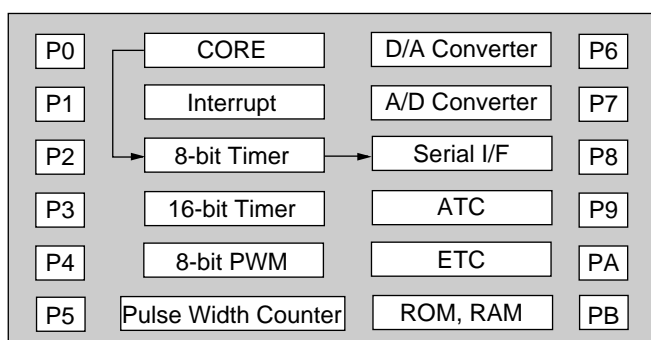 P0 CORE D/A Converter P6
P1 Interrupt A/D Converter P7
P2 8-bit Timer Serial I/F P8
P3 16-bit Timer ATC P9
P4 8-bit PWM ETC PA
P5 Pulse Width Counter ROM, RAM PB